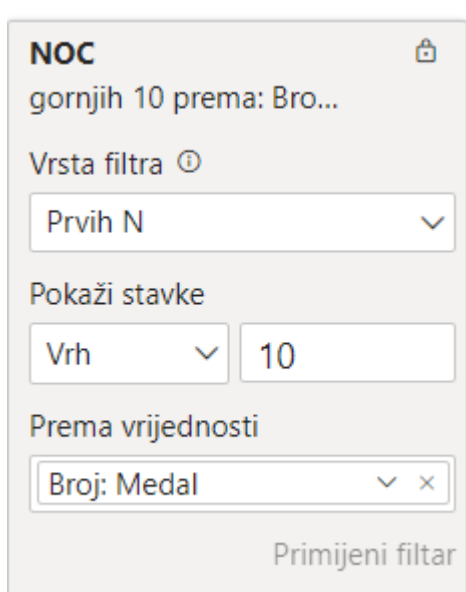 NOC
gornjih 10 prema: Bro...
Vrsta filtra
Prvih N
Pokaži stavke
Vrh 10
Prema vrijednosti
Broj: Medal
Primijeni filtar